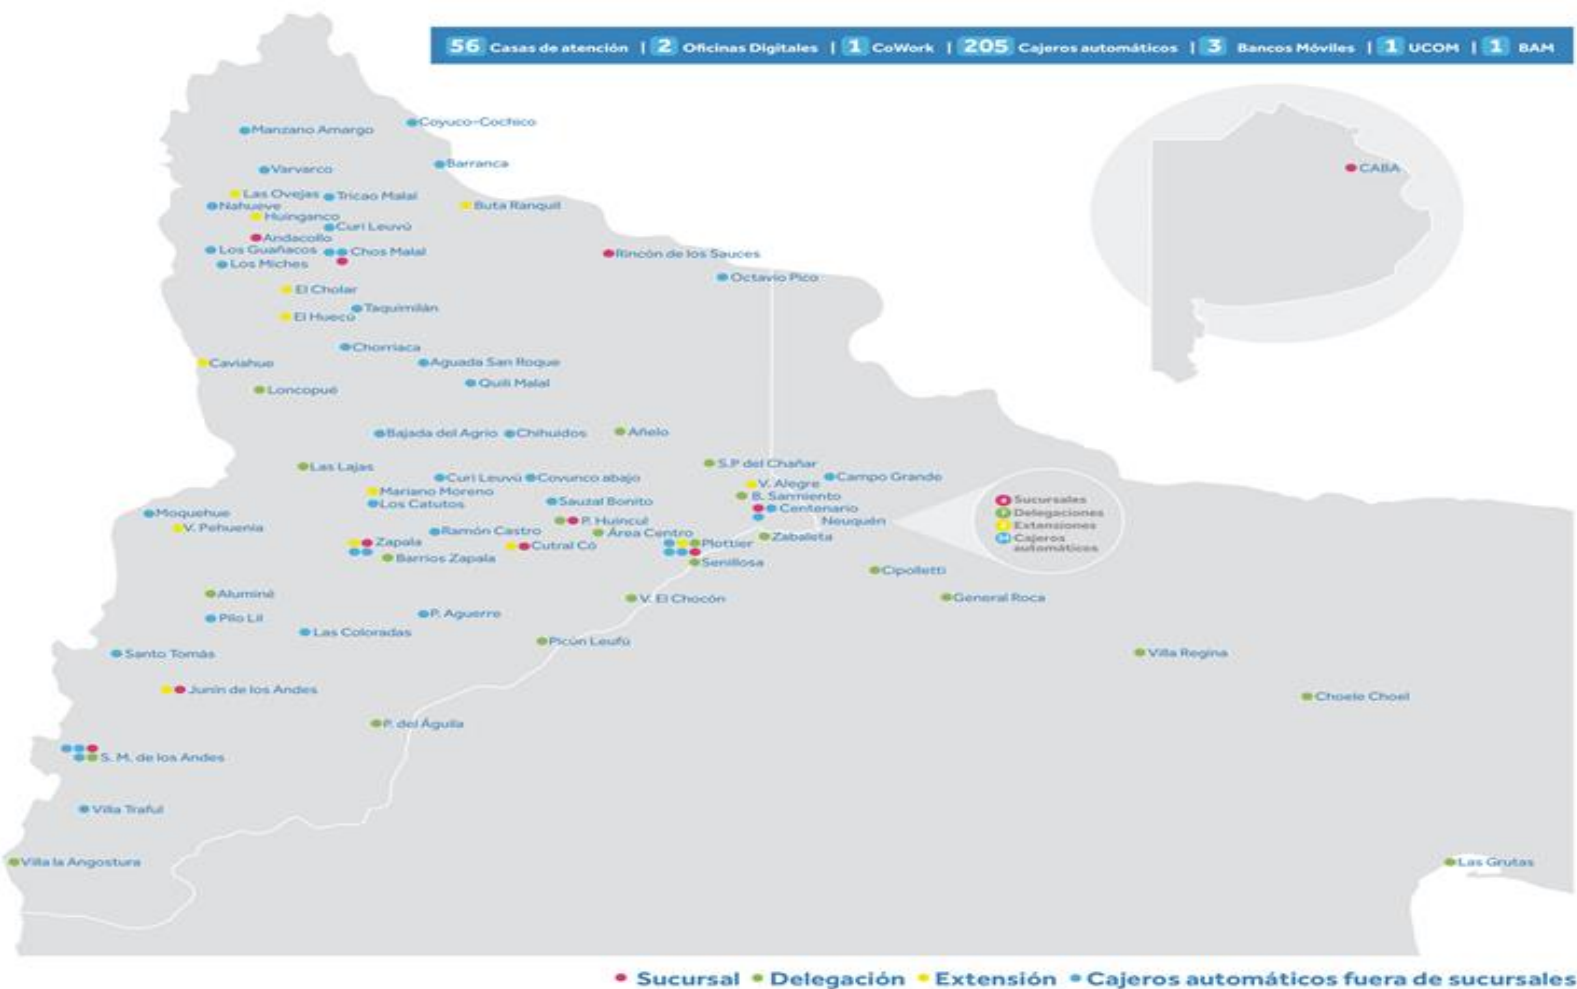 56 Casas de atención | 2 Oficinas Digitales | 1 CoWork | 205 Cajeros automáticos | 3 Bancos Móviles | 1 UCOM | 1 BAM
Coyuco-Cochico
Manzano Amargo
Barranca
CABA
Varvarco
Las Ovejas
Tricao Malal
Nahueve
Buta Ranquil
Huinganco
Curi Leuvú
Andacollo
Los Guañacos
Chos Malal
Rincón de los Sauces
Los Miches
Octavio Pico
El Cholar
Taquimilán
El Huecú
Chorriaca
Caviahue
Aguada San Roque
Quili Malal
Loncopué
Bajada del Agrio
Chihuidos
Añelo
Las Lajas
S.P del Chañar
Curi Leuvú
Covunco abajo
Campo Grande
V. Alegre
Mariano Moreno
B. Sarmiento
Los Catutos
Sauzal Bonito
Centenario
Sucursales
Moquehue
P. Huincul
Neuquén
Delegaciones
V. Pehuenia
Ramón Castro
Área Centro
Extensiones
Zapala
Cutral Có
Plottier
Zabaleta
Cajeros
automáticos
Barrios Zapala
Senillosa
Cipolletti
Aluminé
V. El Chocón
General Roca
Pilo Lil
P. Aguerre
Las Coloradas
Picún Leufú
Santo Tomás
Villa Regina
Junín de los Andes
Choele Choel
P. del Águila
S. M. de los Andes
Villa Traful
Villa la Angostura
Las Grutas
Sucursal Delegación Extensión Cajeros automáticos fuera de sucursales